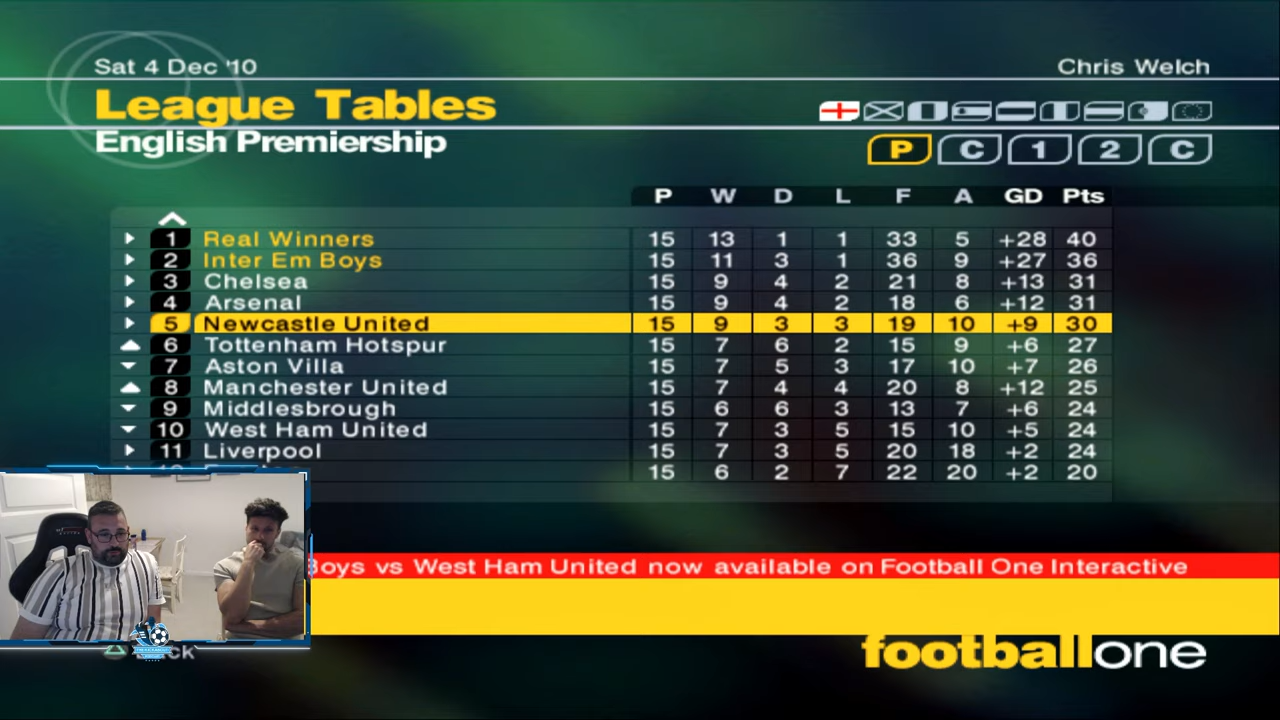 Sat 4 Dec '10
Chris Welch
League Tables
English Premiership
P C 1 2 C
P W D L F A GD Pts
1 Real Winners 15 13 1 1 33 5 +28 40
2 Inter Em Boys 15 11 3 1 36 9 +27 36
3 Chelsea 15 9 4 2 21 8 +13 31
4 Arsenal 15 9 4 2 18 6 +12 31
5 Newcastle United 15 9 3 3 19 10 +9 30
6 Tottenham Hotspur 15 7 6 2 15 9 +6 27
7 Aston Villa 15 7 5 3 17 10 +7 26
8 Manchester United 15 7 4 4 20 8 +12 25
9 Middlesbrough 15 6 6 3 13 7 +6 24
10 West Ham United 15 7 3 5 15 10 +5 24
11 Liverpool 15 7 3 5 20 18 +2 24
15 6 2 7 22 20 +2 20
Boys vs West Ham United now available on Football One Interactive
footballone